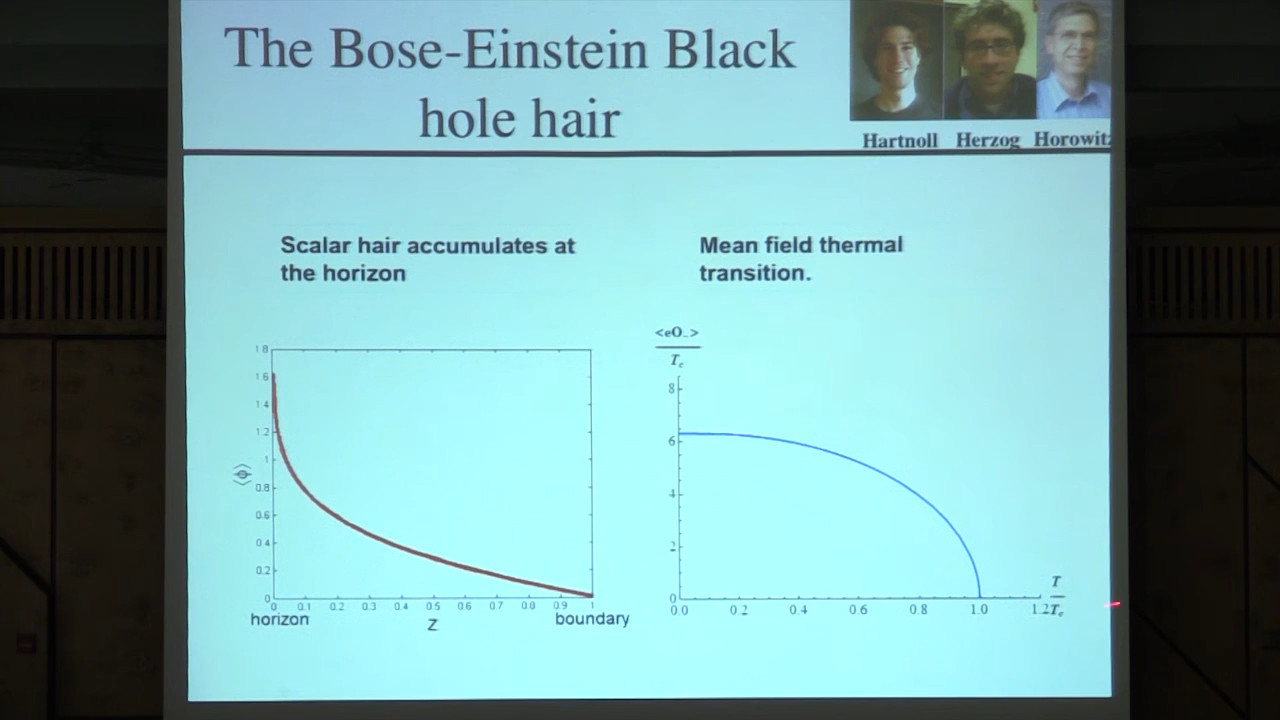 The Bose-Einstein Black
hole hair
Hartnoll Herzog Horowitz
Scalar hair accumulates at
the horizon
Mean field thermal
transition.
1.8
1.6
1.4
1.2
1
0.8
0.6
0.4
0.2
0
⟨ϕ⟩
0 0.1 0.2 0.3 0.4 0.5 0.6 0.7 0.8 0.9 1
horizon z boundary
<eO_>
Tc
8
6
4
2
0
0.0 0.2 0.4 0.6 0.8 1.0 1.2
T
Tc